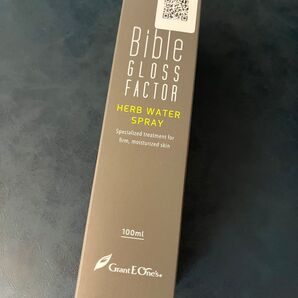 Bible
GLOSS
FACTOR
HERB WATER
SPRAY
Specialized treatment for
firm, moisturized skin
100ml
Grant E One's